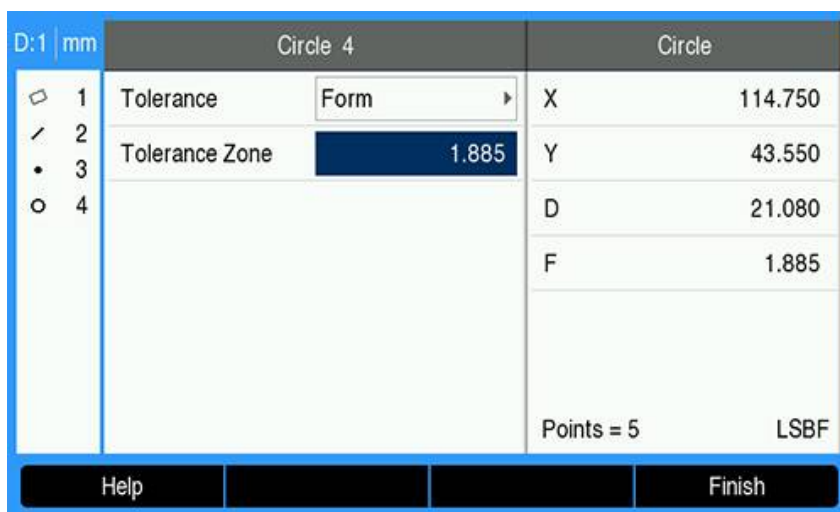 D:1 mm Circle 4 Circle
1 Tolerance Form X 114.750
2
Tolerance Zone 1.885 Y 43.550
3
4 D 21.080
F 1.885
Points = 5 LSBF
Help Finish